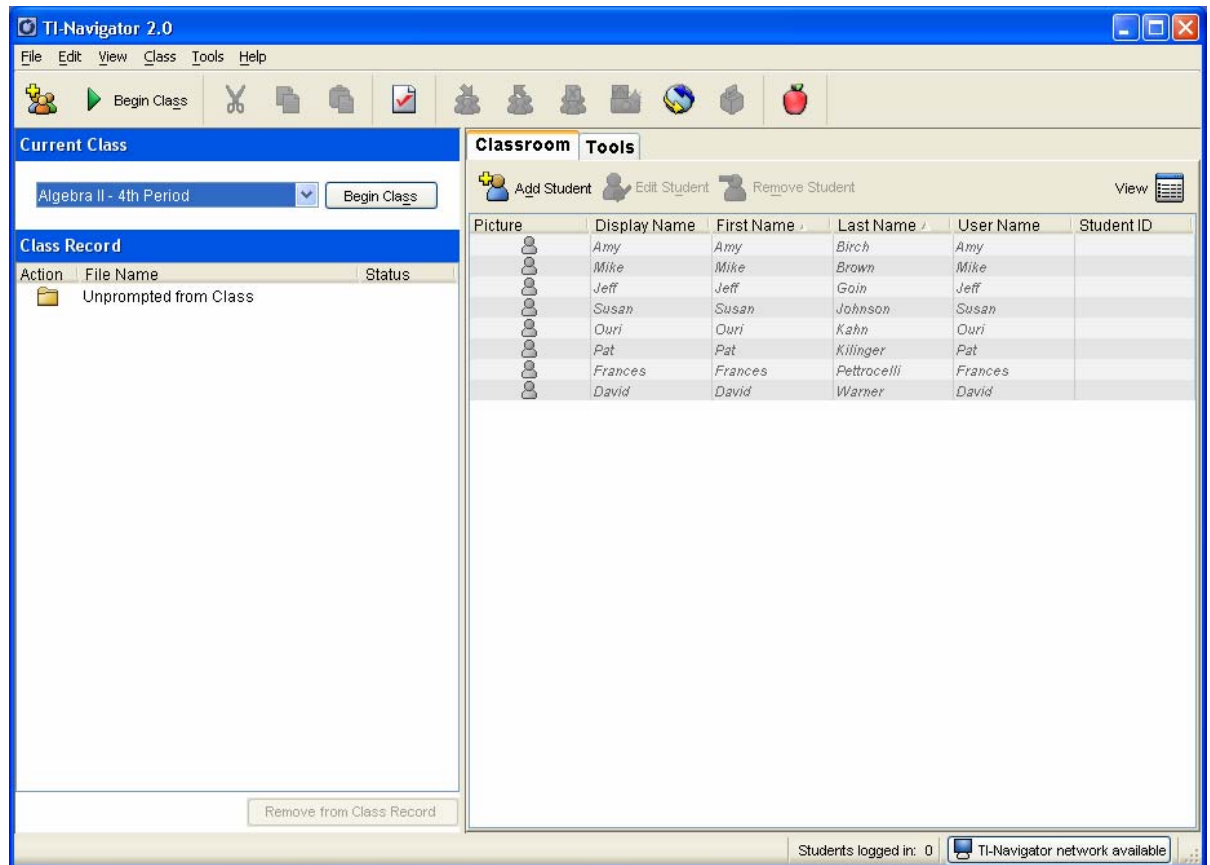 TI-Navigator 2.0
File Edit View Class Tools Help
Begin Class
Current Class
Algebra II - 4th Period Begin Class
Class Record
Action File Name Status
Unprompted from Class
Remove from Class Record
Classroom Tools
Add Student Edit Student Remove Student View
Picture Display Name First Name Last Name User Name Student ID
Amy Amy Birch Amy
Mike Mike Brown Mike
Jeff Jeff Goin Jeff
Susan Susan Johnson Susan
Ouri Ouri Kahn Ouri
Pat Pat Kilinger Pat
Frances Frances Pettrocelli Frances
David David Warner David
Students logged in: 0 TI-Navigator network available